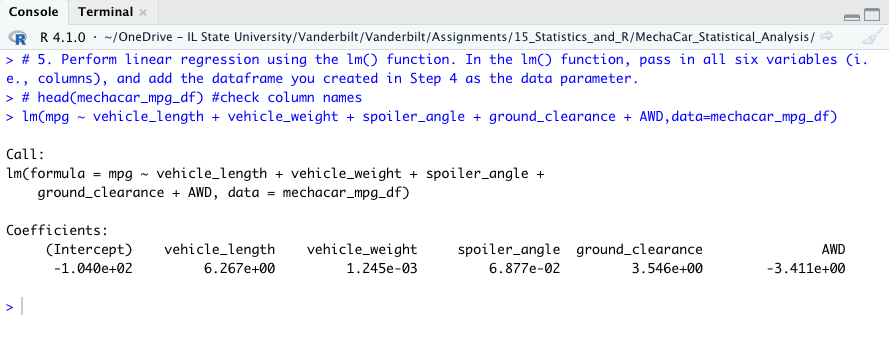 Console Terminal ×
R R 4.1.0 · ~/OneDrive - IL State University/Vanderbilt/Vanderbilt/Assignments/15_Statistics_and_R/MechaCar_Statistical_Analysis/
> # 5. Perform linear regression using the lm() function. In the lm() function, pass in all six variables (i.
e., columns), and add the dataframe you created in Step 4 as the data parameter.
> # head(mechacar_mpg_df) #check column names
> lm(mpg ~ vehicle_length + vehicle_weight + spoiler_angle + ground_clearance + AWD,data=mechacar_mpg_df)
Call:
lm(formula = mpg ~ vehicle_length + vehicle_weight + spoiler_angle +
ground_clearance + AWD, data = mechacar_mpg_df)
Coefficients:
(Intercept) vehicle_length vehicle_weight spoiler_angle ground_clearance AWD
-1.040e+02 6.267e+00 1.245e-03 6.877e-02 3.546e+00 -3.411e+00
>